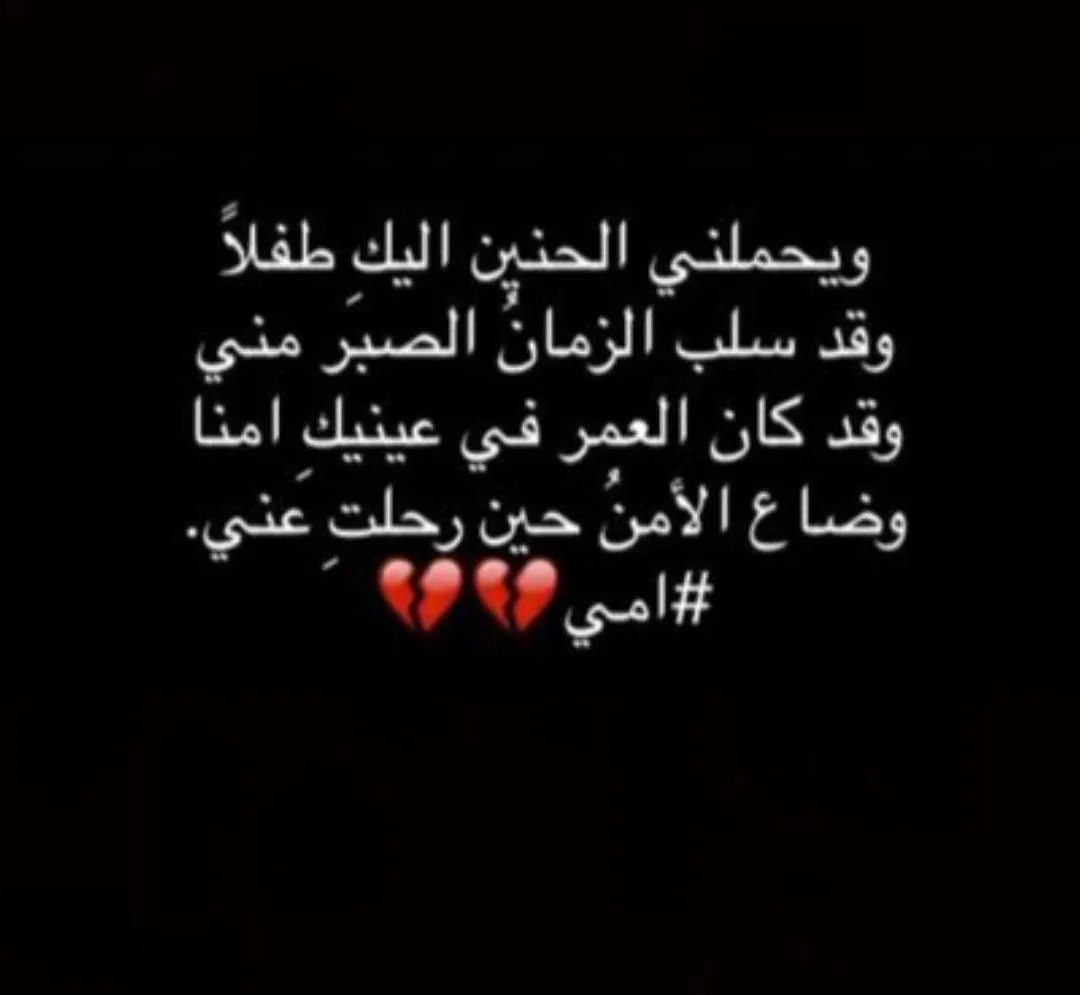 ويحملني الحنين اليكِ طفلاً
وقد سلب الزمانُ الصبرَ مني
وقد كان العمر في عينيكِ امنا
وضاع الأمنُ حين رحلتِ عَني.
#امي 💔💔